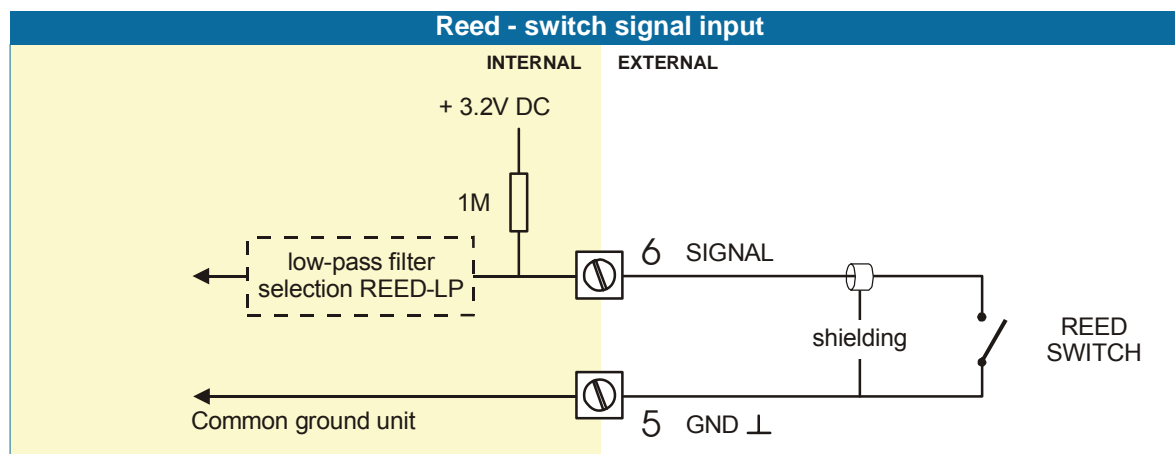 Reed - switch signal input
INTERNAL EXTERNAL
+ 3.2V DC
1M
6 SIGNAL
low-pass filter
selection REED-LP
shielding
REED
SWITCH
Common ground unit
5 GND ⊥